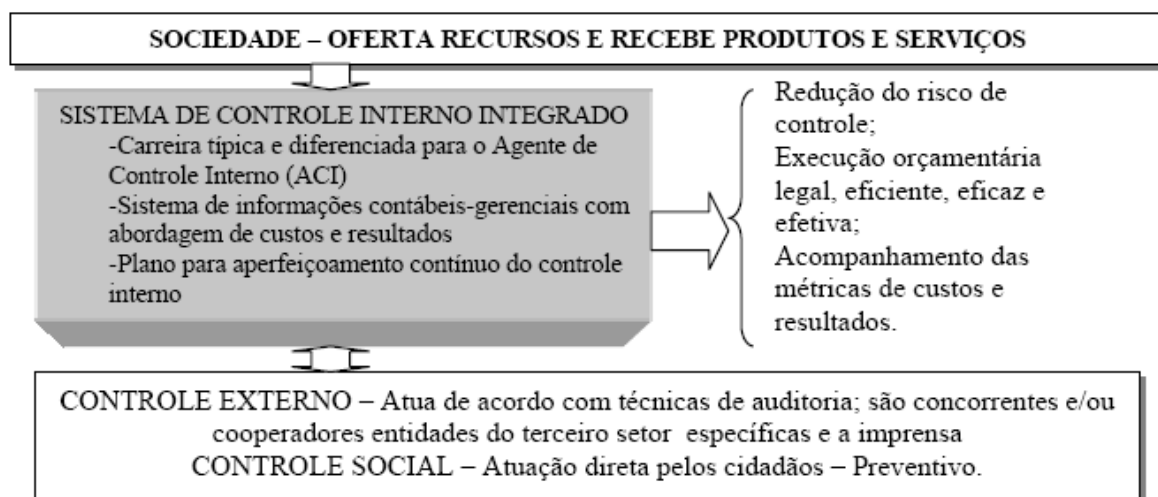 SOCIEDADE – OFERTA RECURSOS E RECEBE PRODUTOS E SERVIÇOS
SISTEMA DE CONTROLE INTERNO INTEGRADO
-Carreira típica e diferenciada para o Agente de
Controle Interno (ACI)
-Sistema de informações contábeis-gerenciais com
abordagem de custos e resultados
-Plano para aperfeiçoamento contínuo do controle
interno
Redução do risco de
controle;
Execução orçamentária
legal, eficiente, eficaz e
efetiva;
Acompanhamento das
métricas de custos e
resultados.
CONTROLE EXTERNO – Atua de acordo com técnicas de auditoria; são concorrentes e/ou
cooperadores entidades do terceiro setor específicas e a imprensa
CONTROLE SOCIAL – Atuação direta pelos cidadãos – Preventivo.